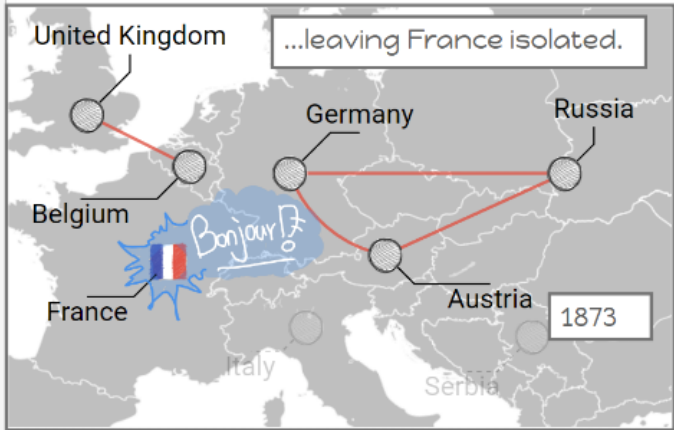 United Kingdom
...leaving France isolated.
Germany
Russia
Belgium
Bonjour!?
France
Austria
1873
Italy
Serbia